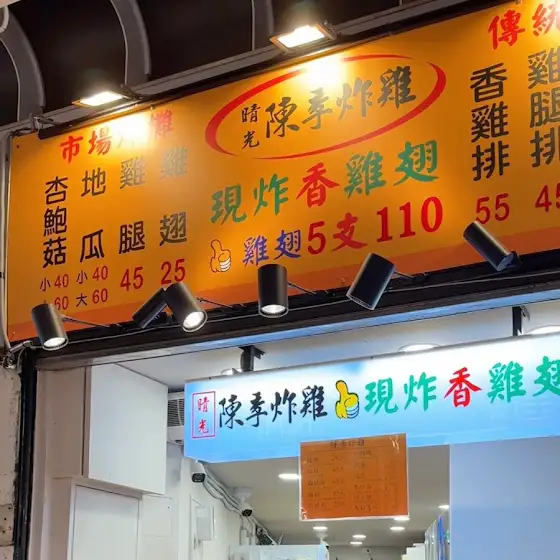 市場
傳統
晴光
陳季炸雞
杏鮑菇
小40
60
地瓜
小40
大60
雞腿
45
雞翅
25
現炸香雞翅
雞翅5支110
香雞排
55
雞腿排
45
晴光
陳季炸雞
現炸香雞翅